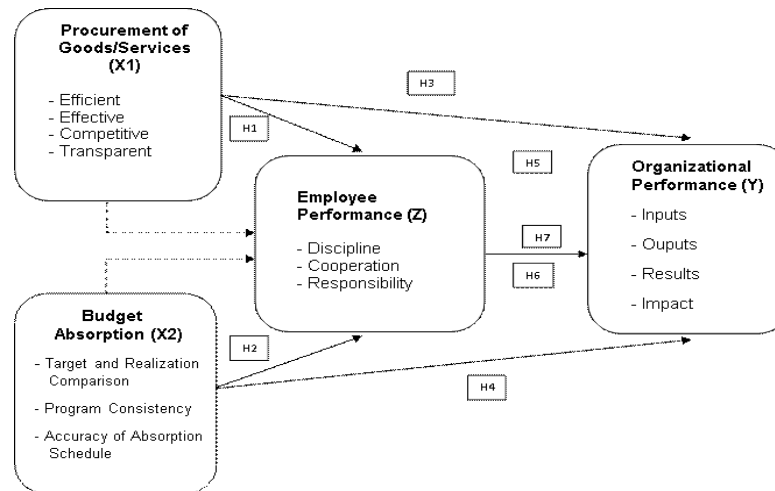 Procurement of
Goods/Services
(X1)
- Efficient
- Effective
- Competitive
- Transparent
H1
H3
H5
Employee
Performance (Z)
- Discipline
- Cooperation
- Responsibility
H7
H6
Organizational
Performance (Y)
- Inputs
- Ouputs
- Results
- Impact
Budget
Absorption (X2)
- Target and Realization
Comparison
- Program Consistency
- Accuracy of Absorption
Schedule
H2
H4